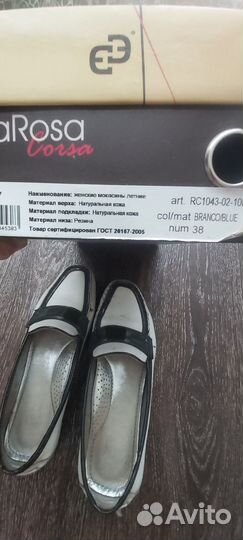 aRosa
Corsa
Наименование: женские мокасины летние
Материал верха: Натуральная кожа
Материал подкладки: Натуральная кожа
Материал низа: Резина
Товар сертифицирован ГОСТ 26167-2005
art. RC1043-02-10
col/mat BRANCO/BLUE
num 38
Avito